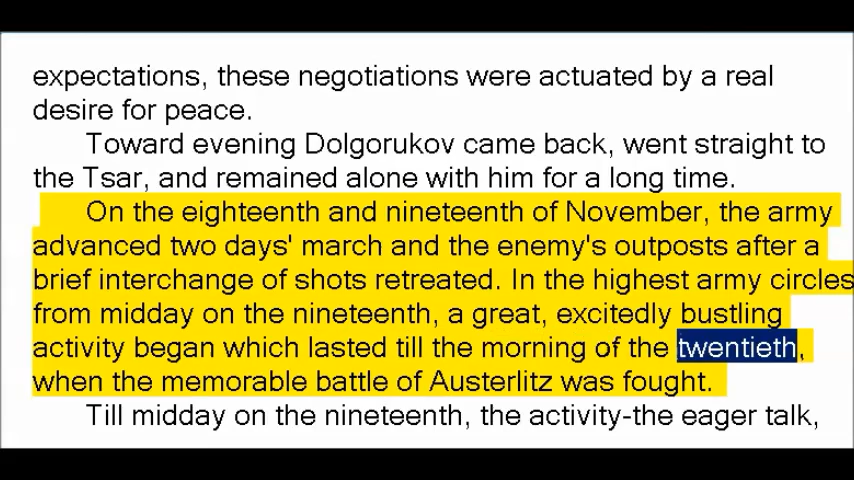 expectations, these negotiations were actuated by a real
desire for peace.
Toward evening Dolgorukov came back, went straight to
the Tsar, and remained alone with him for a long time.
On the eighteenth and nineteenth of November, the army
advanced two days' march and the enemy's outposts after a
brief interchange of shots retreated. In the highest army circles
from midday on the nineteenth, a great, excitedly bustling
activity began which lasted till the morning of the twentieth,
when the memorable battle of Austerlitz was fought.
Till midday on the nineteenth, the activity-the eager talk,